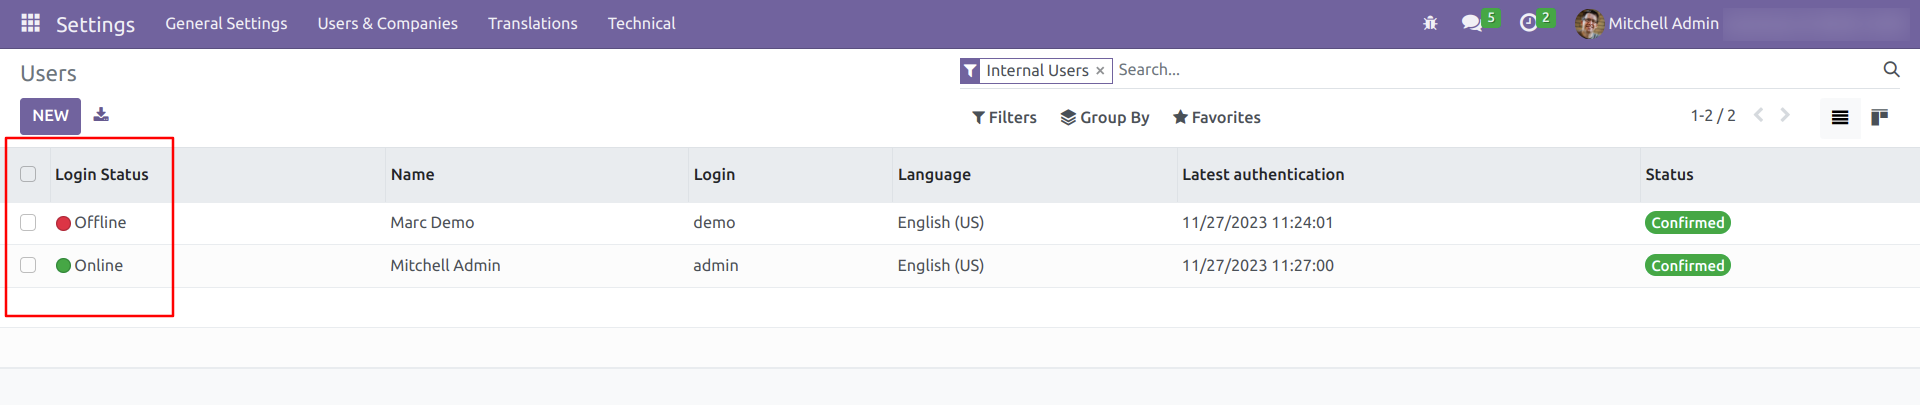 Settings General Settings Users & Companies Translations Technical 5 2 Mitchell Admin
Users
Internal Users × Search...
NEW
Filters Group By Favorites 1-2 / 2
Login Status Name Login Language Latest authentication Status
Offline Marc Demo demo English (US) 11/27/2023 11:24:01 Confirmed
Online Mitchell Admin admin English (US) 11/27/2023 11:27:00 Confirmed